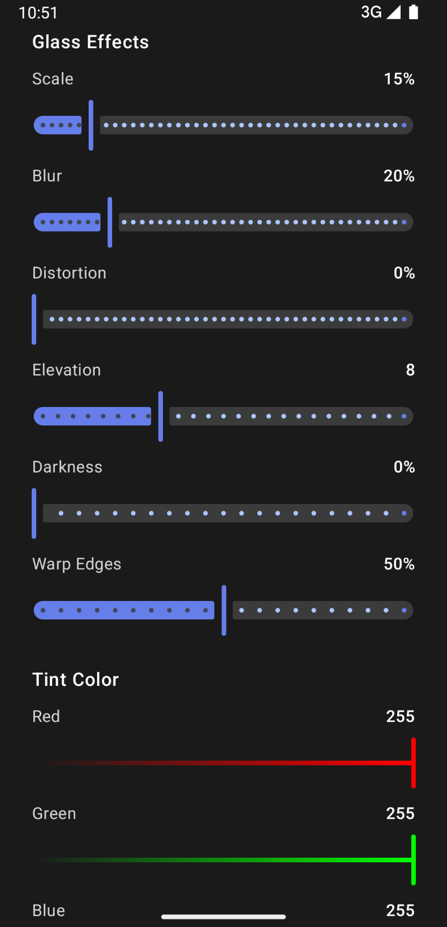 10:51 3G
Glass Effects
Scale 15%
Blur 20%
Distortion 0%
Elevation 8
Darkness 0%
Warp Edges 50%
Tint Color
Red 255
Green 255
Blue 255